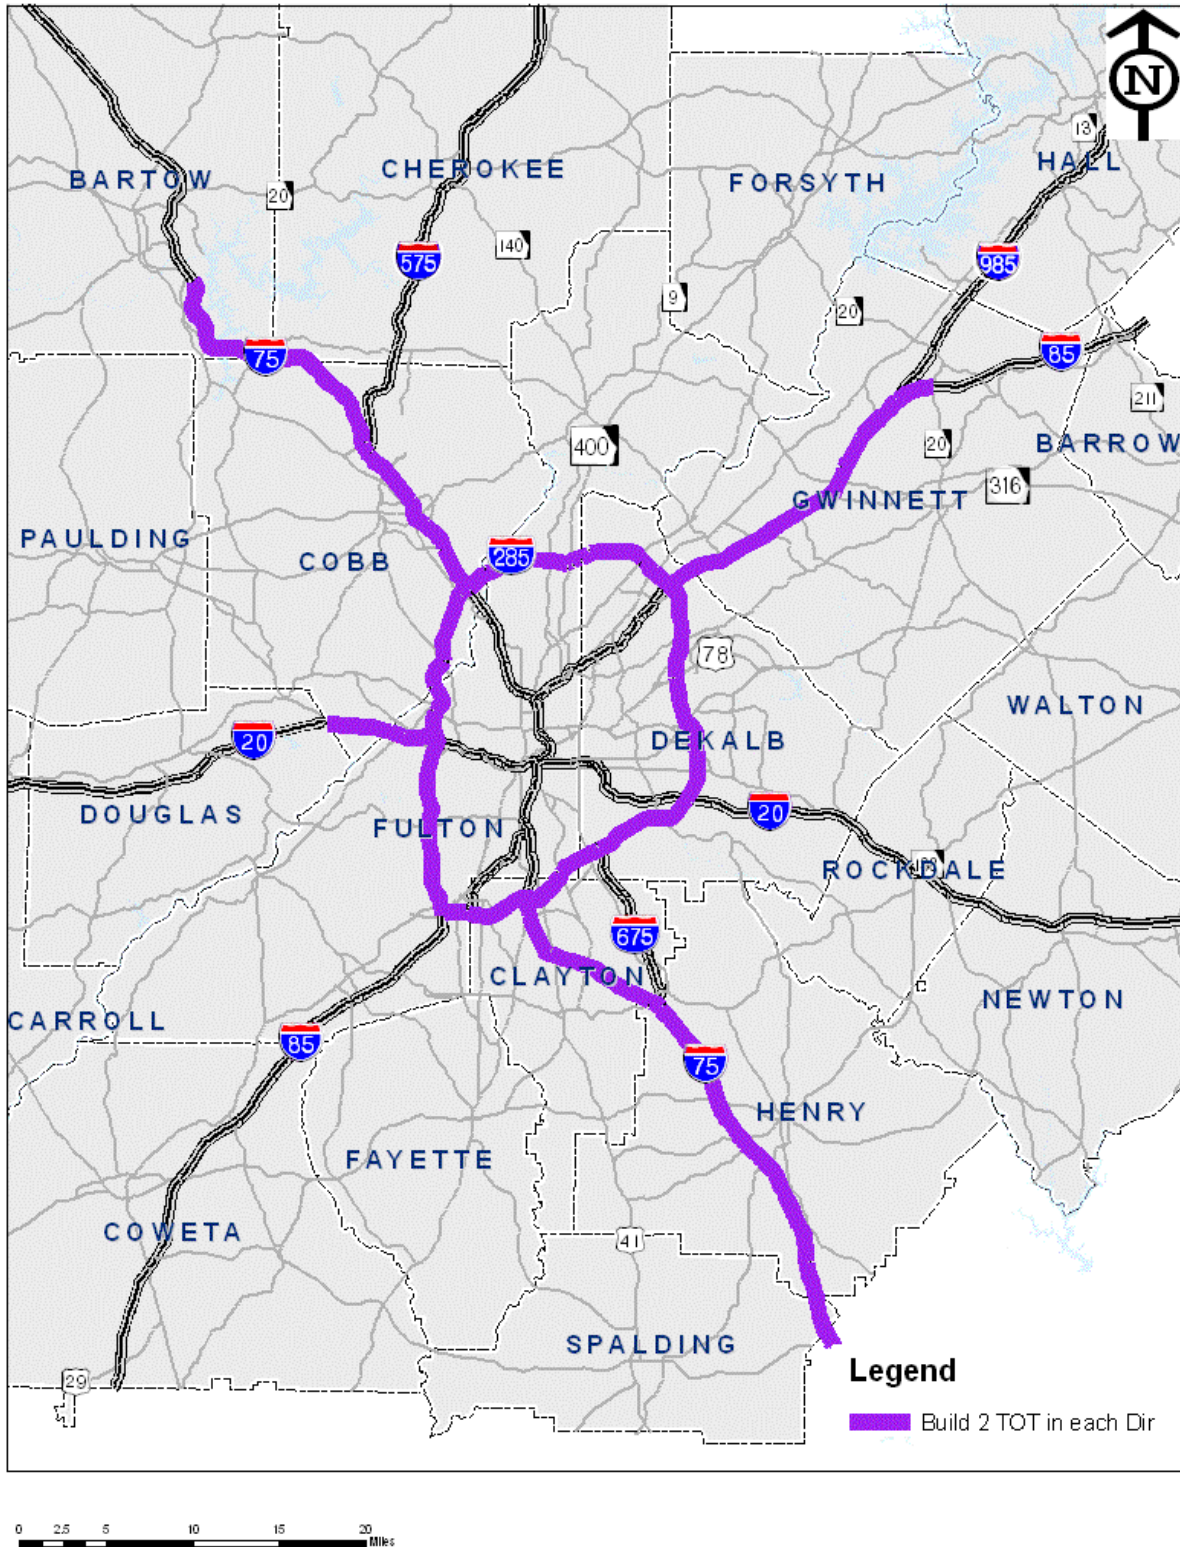 N
13
HALL
BARTOW
CHEROKEE
FORSYTH
20
140
575
985
9
20
75
85
211
400
20
BARROW
316
GWINNETT
PAULDING
COBB
285
78
WALTON
20
DEKALB
DOUGLAS
FULTON
20
ROCKDALE
675
CLAYTON
NEWTON
CARROLL
85
75
HENRY
FAYETTE
COWETA
41
SPALDING
29
Legend
Build 2 TOT in each Dir
0 2.5 5 10 15 20
Miles